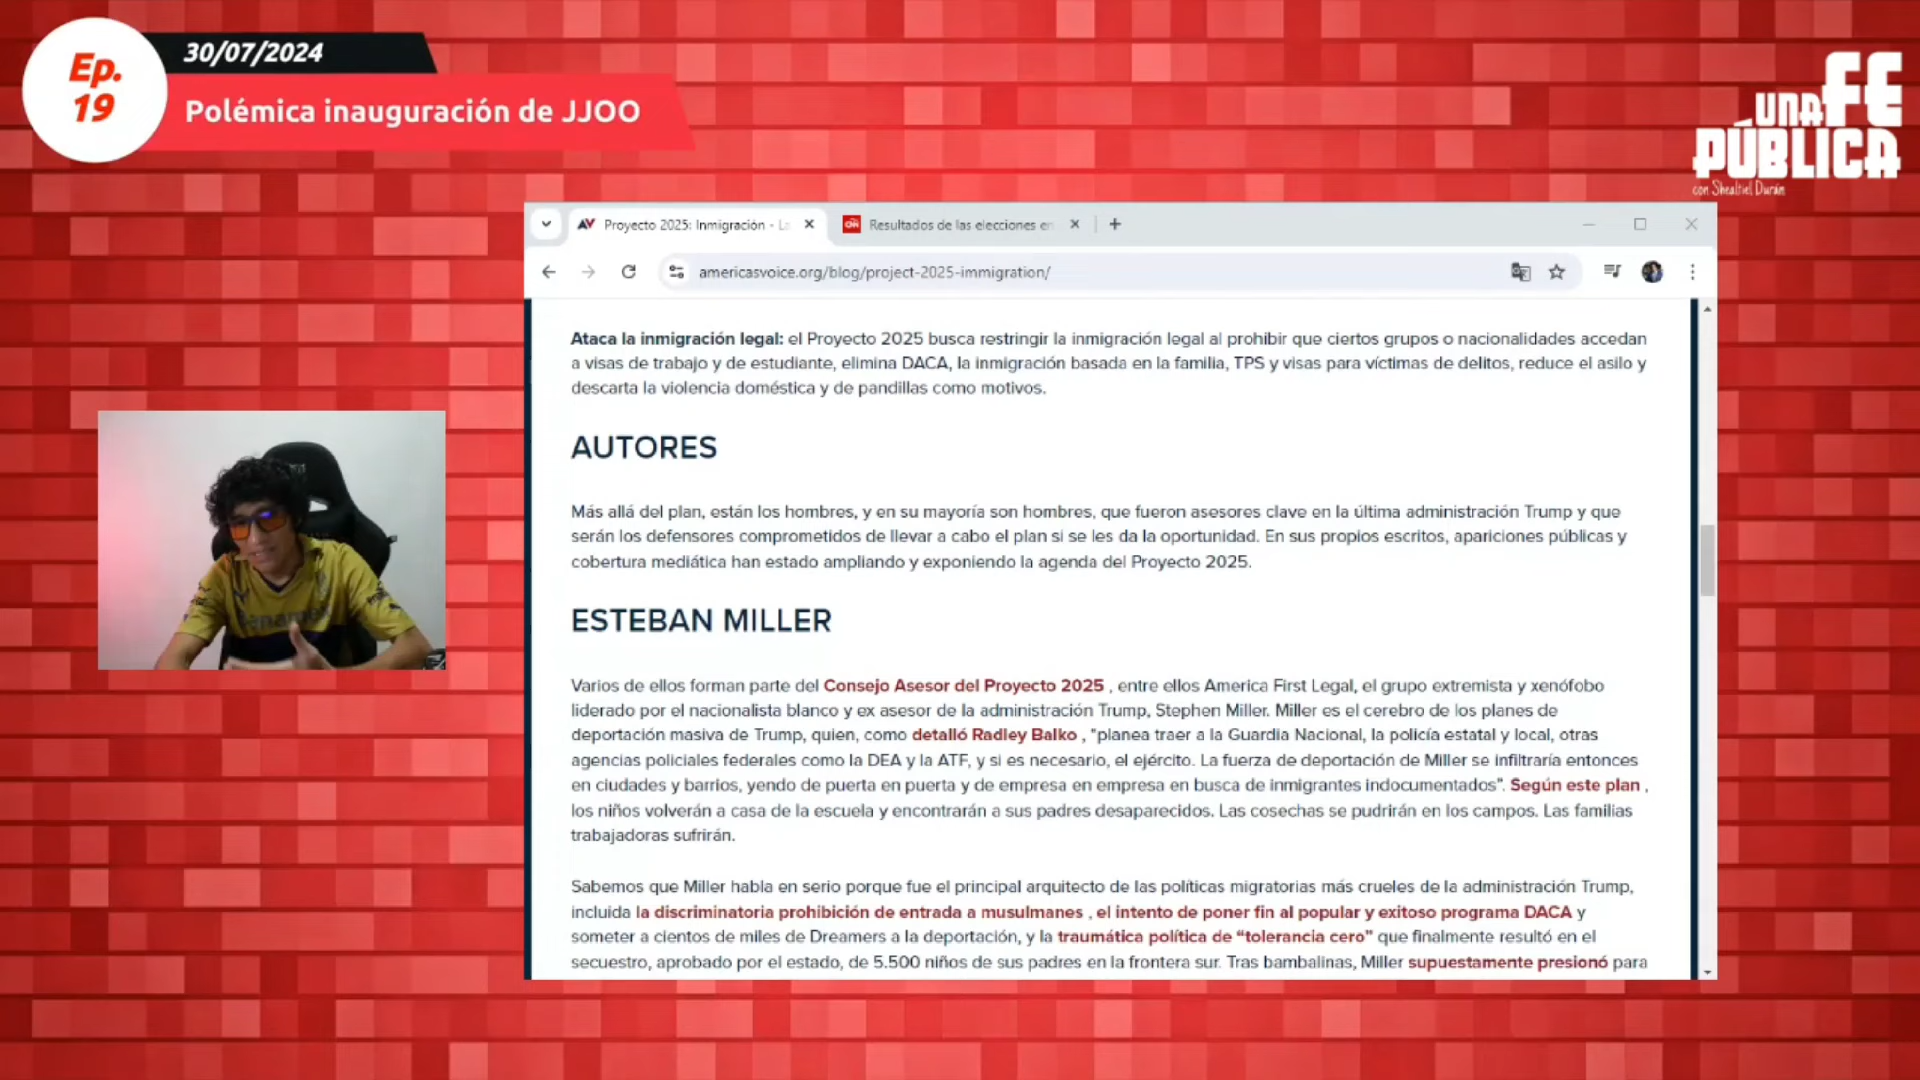 Ep.
19
30/07/2024
Polémica inauguración de JJOO
UNA FE
PÚBLICA
con Shealtiel Durán
Proyecto 2025: Inmigración - La
Resultados de las elecciones en
americasvoice.org/blog/project-2025-immigration/
Ataca la inmigración legal: el Proyecto 2025 busca restringir la inmigración legal al prohibir que ciertos grupos o nacionalidades accedan
a visas de trabajo y de estudiante, elimina DACA, la inmigración basada en la familia, TPS y visas para víctimas de delitos, reduce el asilo y
descarta la violencia doméstica y de pandillas como motivos.
AUTORES
Más allá del plan, están los hombres, y en su mayoría son hombres, que fueron asesores clave en la última administración Trump y que
serán los defensores comprometidos de llevar a cabo el plan si se les da la oportunidad. En sus propios escritos, apariciones públicas y
cobertura mediática han estado ampliando y exponiendo la agenda del Proyecto 2025.
ESTEBAN MILLER
Varios de ellos forman parte del Consejo Asesor del Proyecto 2025 , entre ellos America First Legal, el grupo extremista y xenófobo
liderado por el nacionalista blanco y ex asesor de la administración Trump, Stephen Miller. Miller es el cerebro de los planes de
deportación masiva de Trump, quien, como detalló Radley Balko , "planea traer a la Guardia Nacional, la policía estatal y local, otras
agencias policiales federales como la DEA y la ATF, y si es necesario, el ejército. La fuerza de deportación de Miller se infiltraría entonces
en ciudades y barrios, yendo de puerta en puerta y de empresa en empresa en busca de inmigrantes indocumentados". Según este plan ,
los niños volverán a casa de la escuela y encontrarán a sus padres desaparecidos. Las cosechas se pudrirán en los campos. Las familias
trabajadoras sufrirán.
Sabemos que Miller habla en serio porque fue el principal arquitecto de las políticas migratorias más crueles de la administración Trump,
incluida la discriminatoria prohibición de entrada a musulmanes , el intento de poner fin al popular y exitoso programa DACA y
someter a cientos de miles de Dreamers a la deportación, y la traumática política de “tolerancia cero” que finalmente resultó en el
secuestro, aprobado por el estado, de 5.500 niños de sus padres en la frontera sur. Tras bambalinas, Miller supuestamente presionó para